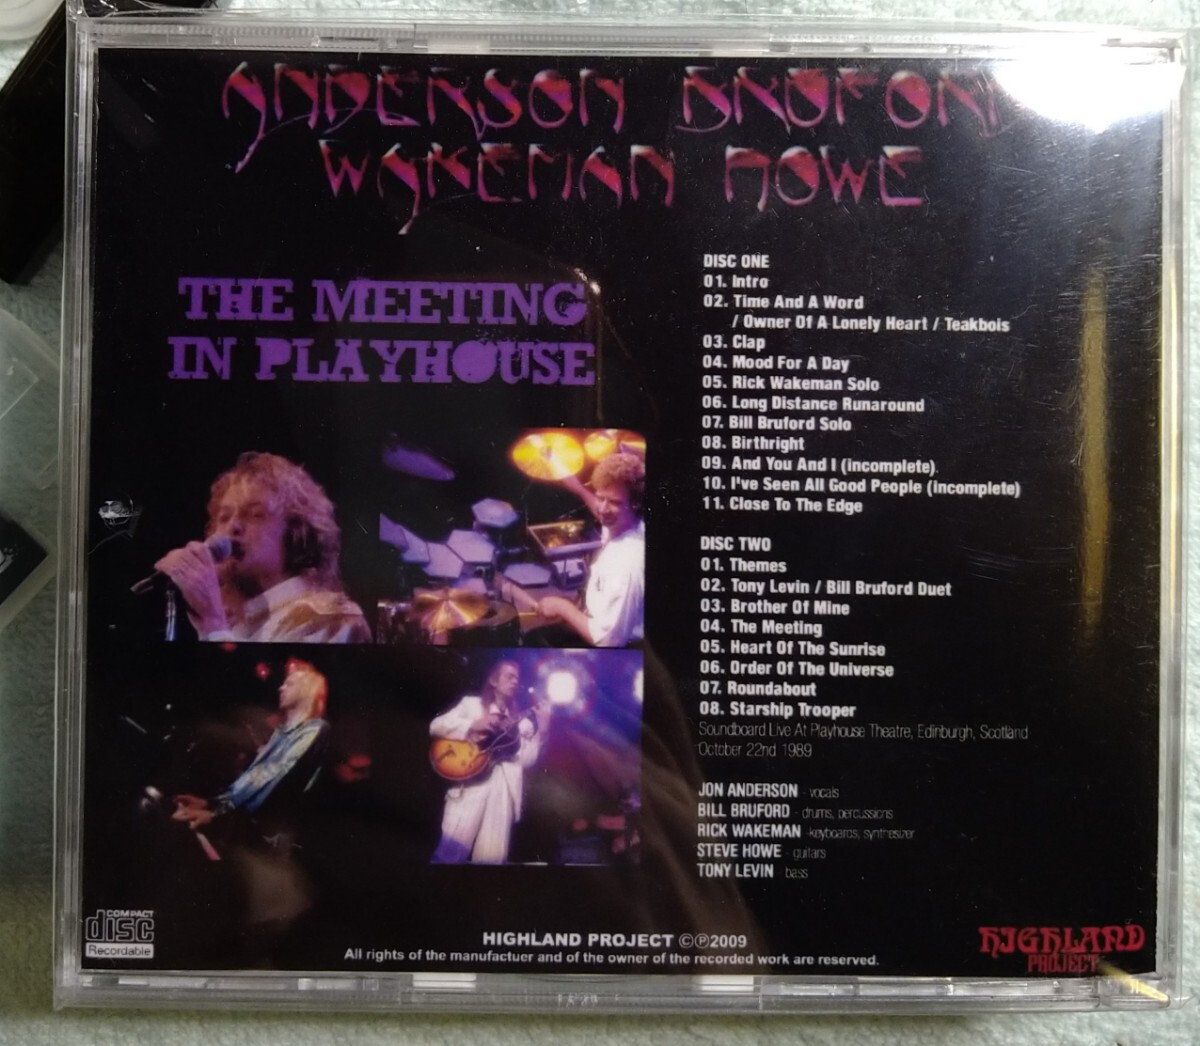 ANDERSON BRUFORD
WAKEMAN HOWE
THE MEETING
IN PLAYHOUSE
DISC ONE
01. Intro
02. Time And A Word
/ Owner Of A Lonely Heart / Teakbois
03. Clap
04. Mood For A Day
05. Rick Wakeman Solo
06. Long Distance Runaround
07. Bill Bruford Solo
08. Birthright
09. And You And I (incomplete)
10. I've Seen All Good People (incomplete)
11. Close To The Edge
DISC TWO
01. Themes
02. Tony Levin / Bill Bruford Duet
03. Brother Of Mine
04. The Meeting
05. Heart Of The Sunrise
06. Order Of The Universe
07. Roundabout
08. Starship Trooper
Soundboard Live At Playhouse Theatre, Edinburgh, Scotland
October 22nd 1989
JON ANDERSON - vocals
BILL BRUFORD - drums, percussions
RICK WAKEMAN - keyboards, synthesizer
STEVE HOWE - guitars
TONY LEVIN - bass
COMPACT
disc
Recordable
HIGHLAND PROJECT ©℗2009
All rights of the manufactuer and of the owner of the recorded work are reserved.
HIGHLAND
PROJECT